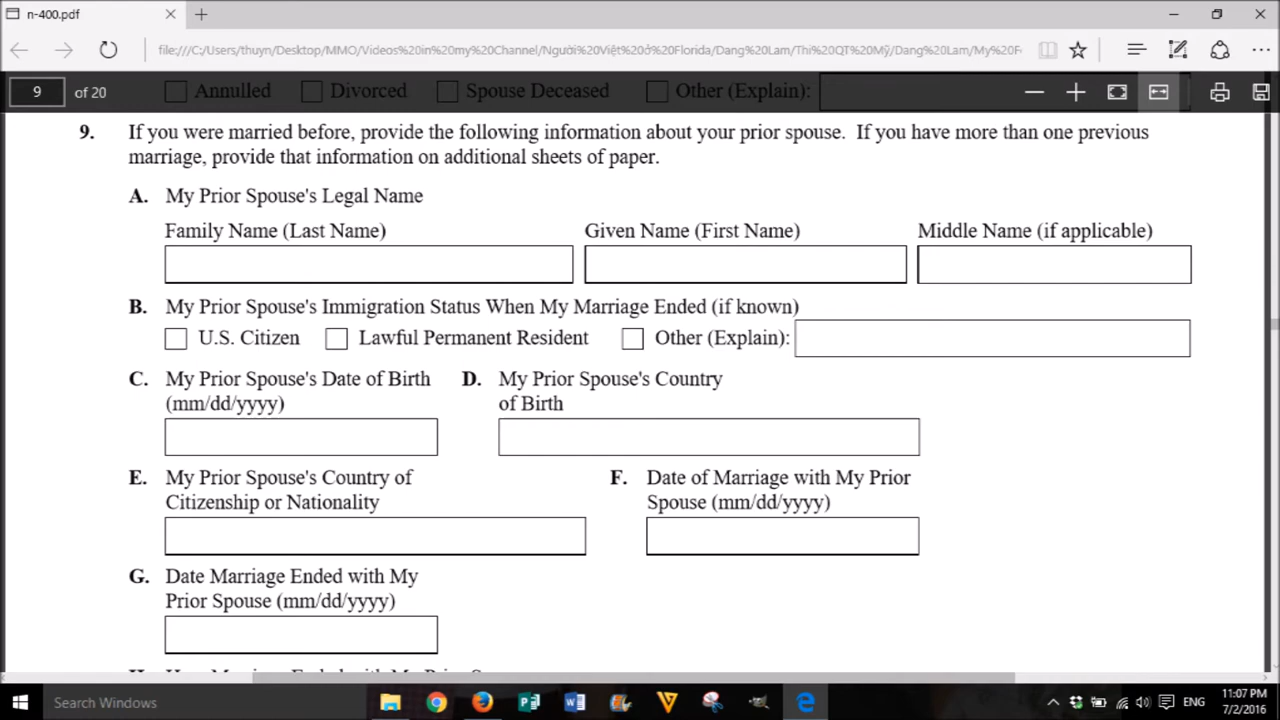 n-400.pdf
file:///C:/Users/thuyn/Desktop/MMO/Videos%20in%20my%20Channel/Người%20Việt%20ở%20Florida/Dang%20Lam/Thi%20QT%20Mỹ/Dang%20Lam/My%20F
9 of 20
Annulled Divorced Spouse Deceased Other (Explain):
9. If you were married before, provide the following information about your prior spouse. If you have more than one previous
marriage, provide that information on additional sheets of paper.
A. My Prior Spouse's Legal Name
Family Name (Last Name) Given Name (First Name) Middle Name (if applicable)
B. My Prior Spouse's Immigration Status When My Marriage Ended (if known)
U.S. Citizen Lawful Permanent Resident Other (Explain):
C. My Prior Spouse's Date of Birth D. My Prior Spouse's Country
(mm/dd/yyyy) of Birth
E. My Prior Spouse's Country of F. Date of Marriage with My Prior
Citizenship or Nationality Spouse (mm/dd/yyyy)
G. Date Marriage Ended with My
Prior Spouse (mm/dd/yyyy)
Search Windows
ENG
11:07 PM
7/2/2016